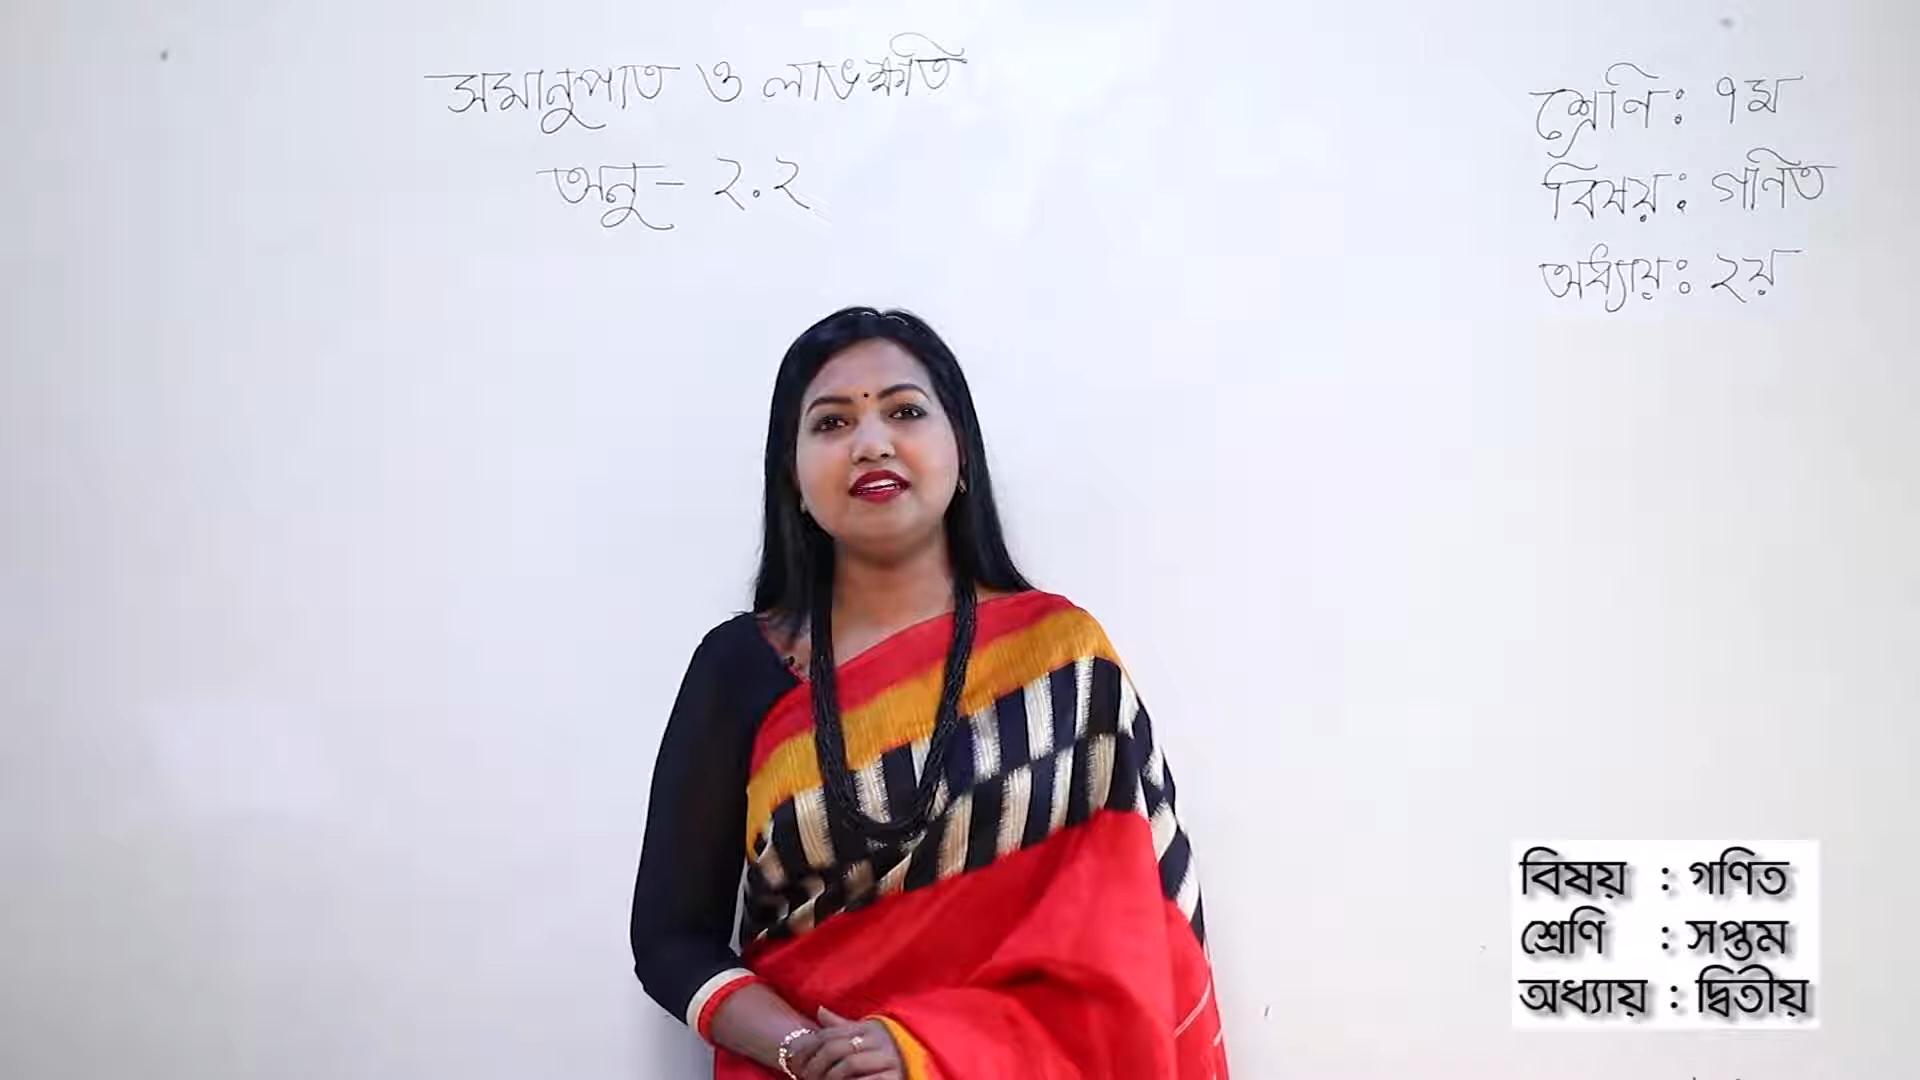 সমানুপাত ও লাভক্ষতি
অনু- ২.২
শ্রেণি: ৭ম
বিষয়: গণিত
অধ্যায়: ২য়
বিষয় : গণিত
শ্রেণি : সপ্তম
অধ্যায় : দ্বিতীয়